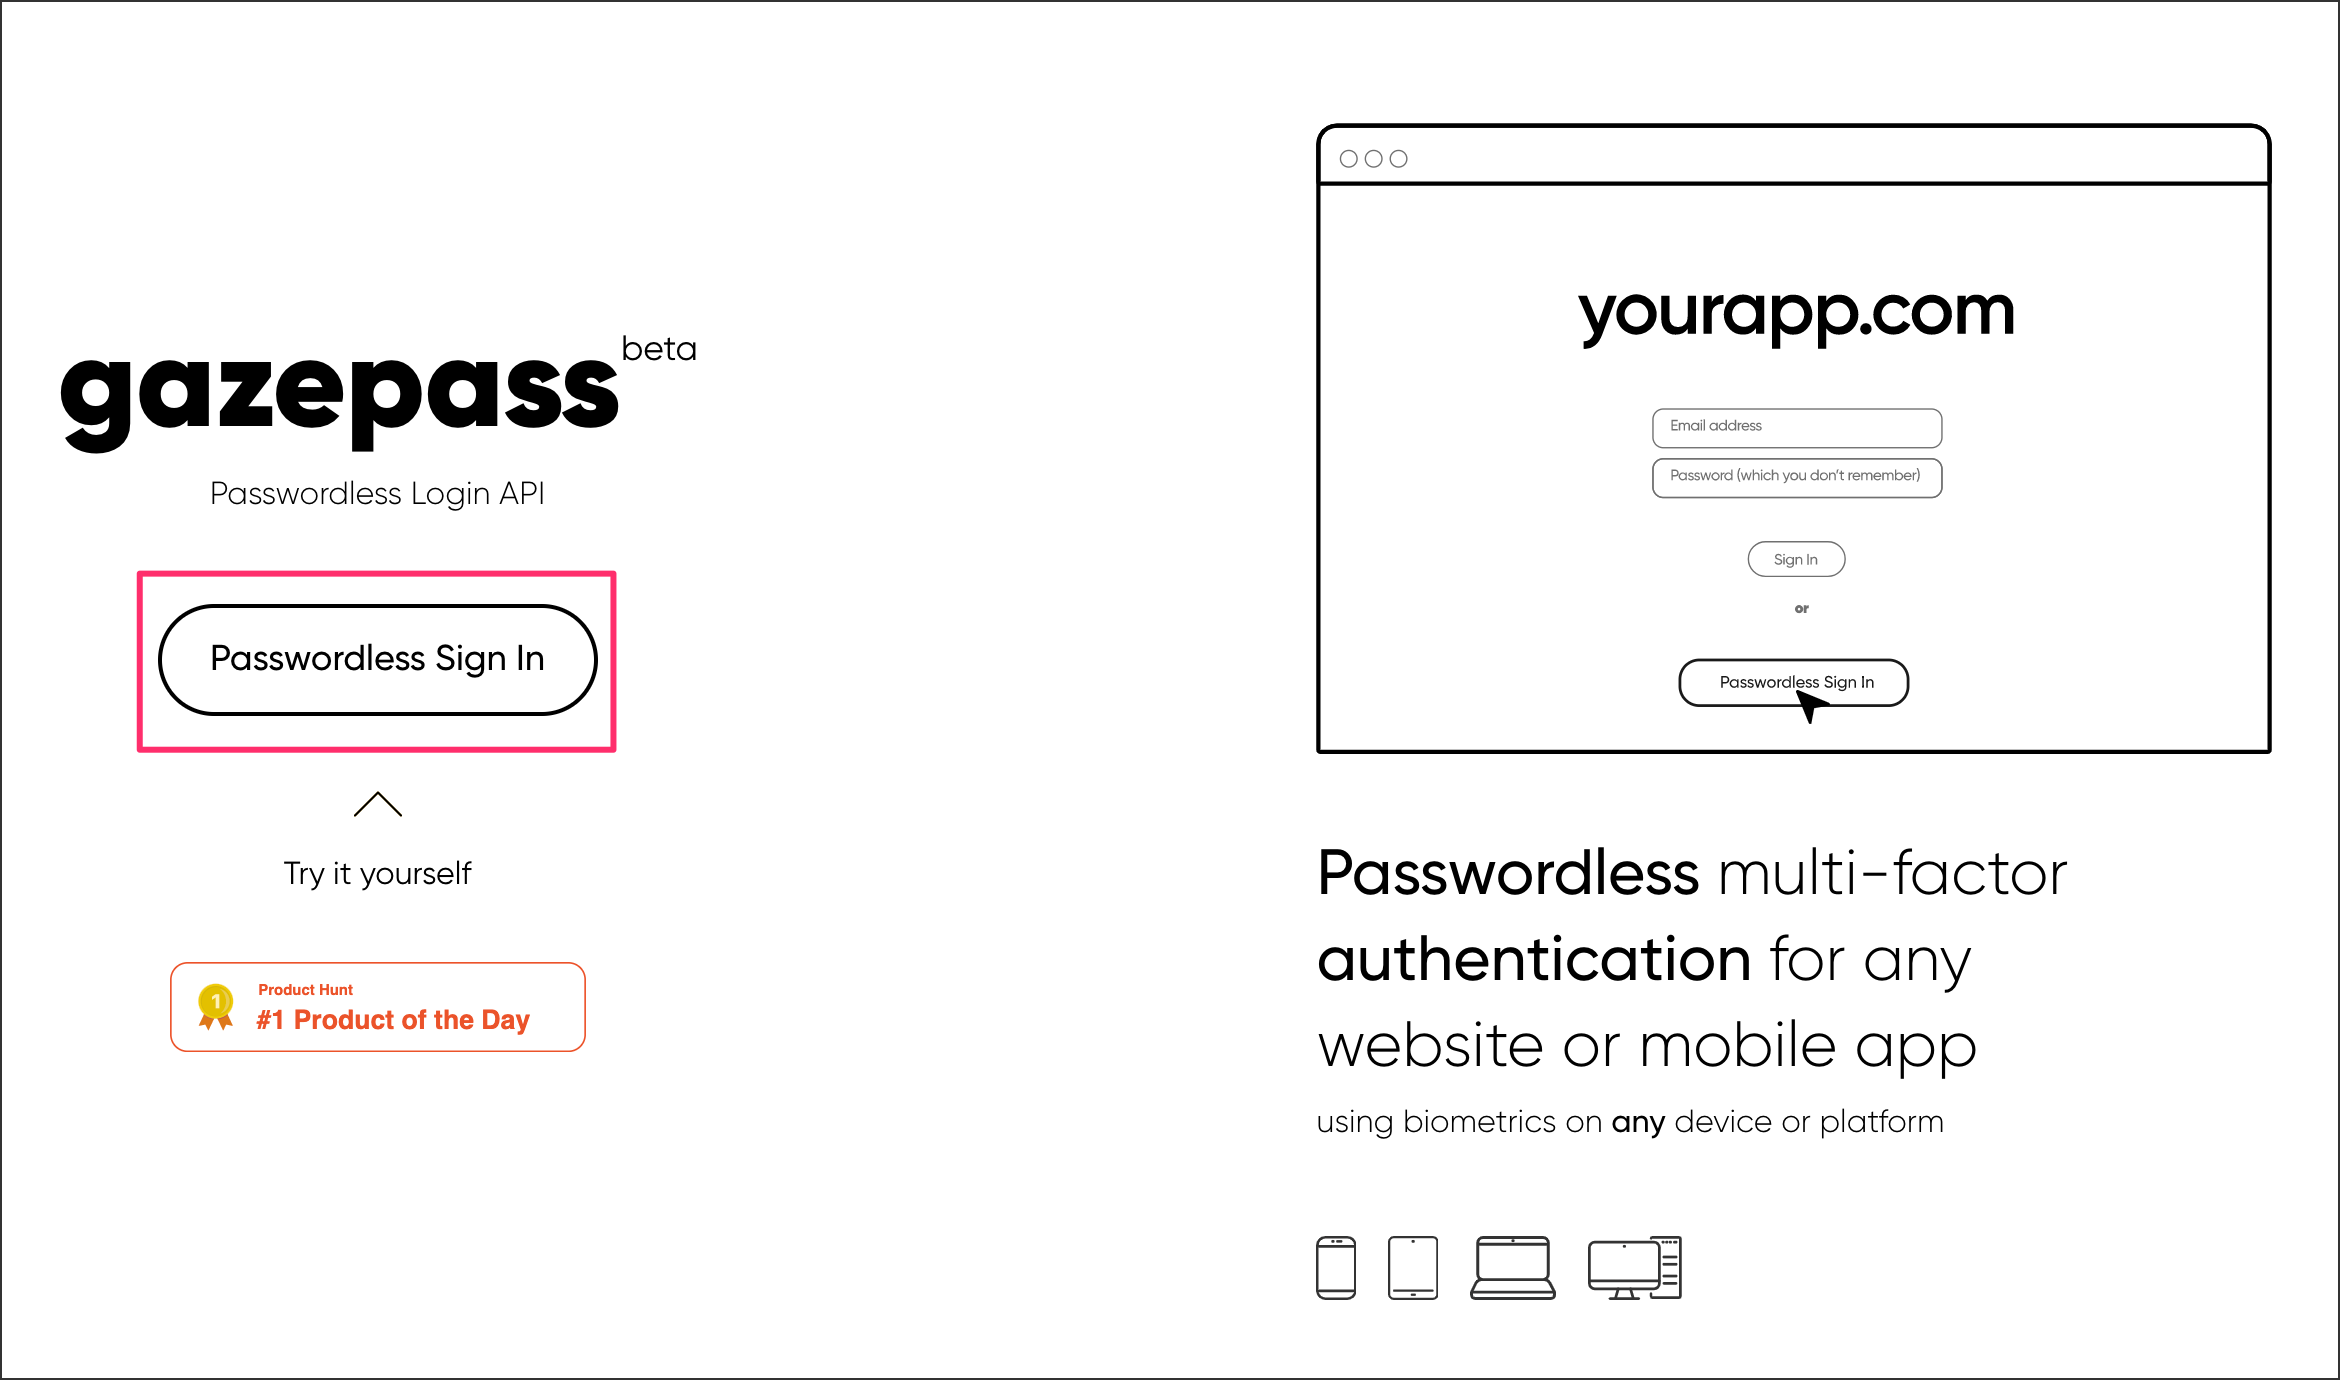 gazepass beta
Passwordless Login API
Passwordless Sign In
Try it yourself
1
Product Hunt
#1 Product of the Day
yourapp.com
Email address
Password (which you don't remember)
Sign In
or
Passwordless Sign In
Passwordless multi-factor
authentication for any
website or mobile app
using biometrics on any device or platform